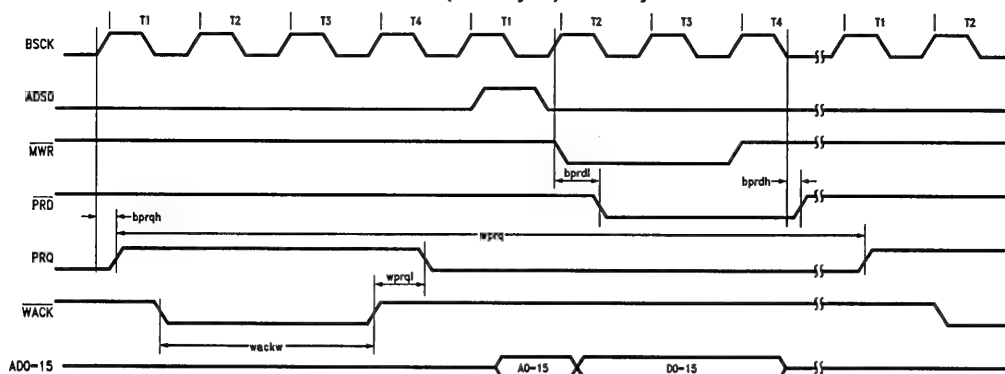 T1 T2 T3 T4 T1 T2 T3 T4 T1 T2
BSCK
ADS0
MWR
bprdl bprdh
PRD
bprqh
wprq
PRQ
wprql
WACK
wackw
AD0-15 A0-15 D0-15